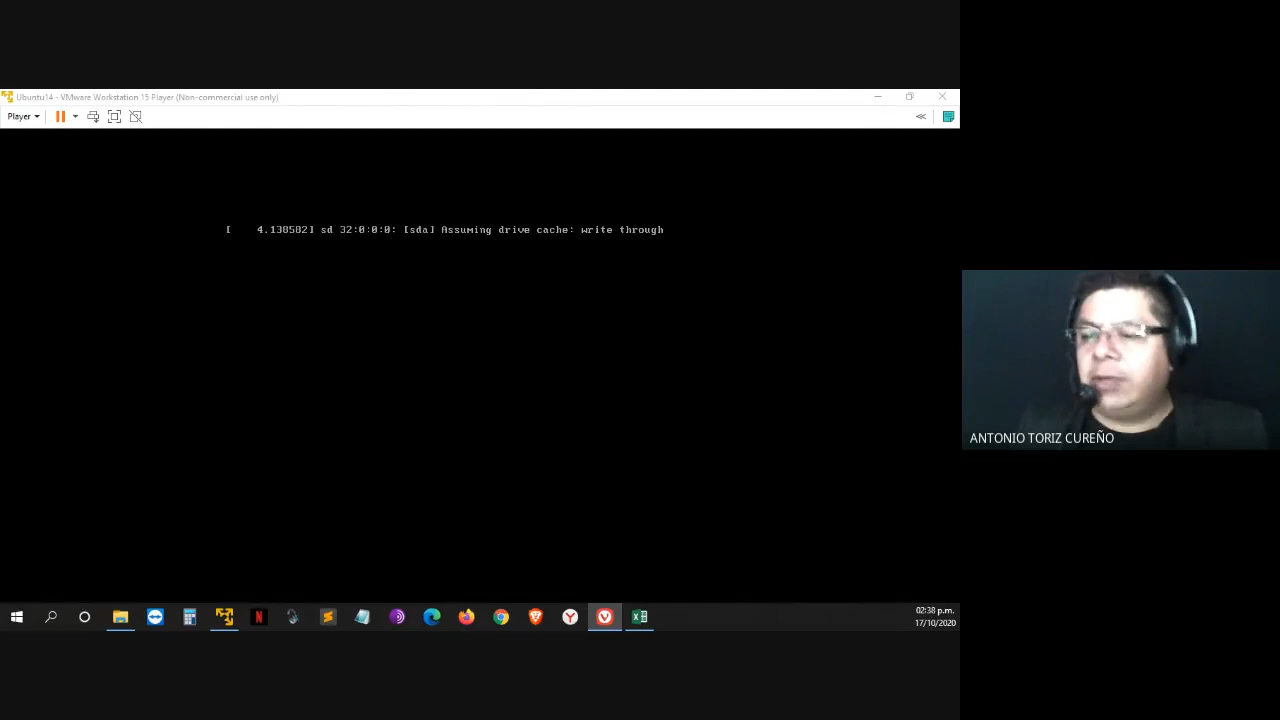 Ubuntu14 - VMware Workstation 15 Player (Non-commercial use only)
Player
[    4.138582] sd 32:0:0:0: [sda] Assuming drive cache: write through
ANTONIO TORIZ CUREÑO
02:38 p.m.
17/10/2020